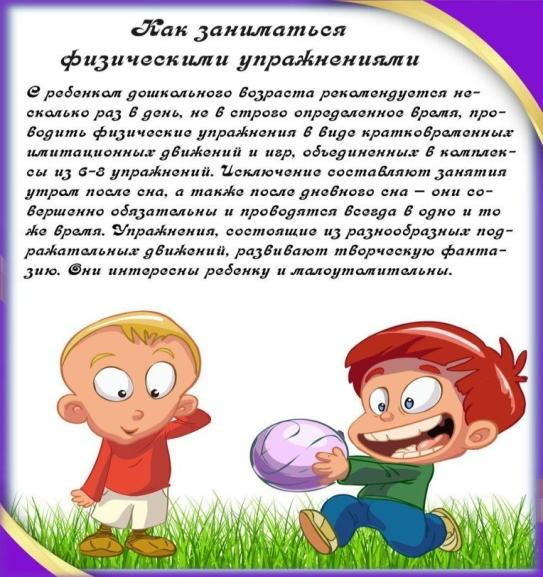 Как заниматься
физическими упражнениями
С ребенком дошкольного возраста рекомендуется не-
сколько раз в день, не в строго определенное время, про-
водить физические упражнения в виде кратковременных
имитационных движений и игр, объединенных в комплек-
сы из 6-8 упражнений. Исключение составляют занятия
утром после сна, а также после дневного сна – они со-
вершенно обязательны и проводятся всегда в одно и то
же время. Упражнения, состоящие из разнообразных под-
ражательных движений, развивают творческую фанта-
зию. Они интересны ребенку и малоутомительны.